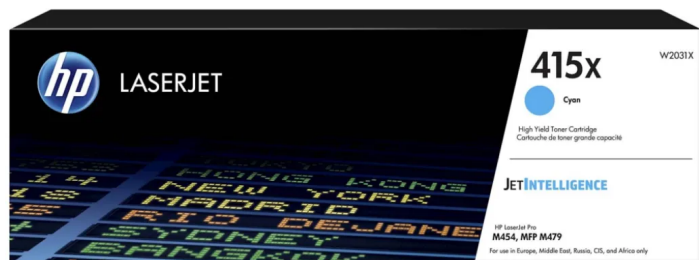 hp
LASERJET
415x
W2031X
Cyan
High Yield Toner Cartridge
Cartouche de toner grande capacité
JETINTELLIGENCE
HP LaserJet Pro
M454, MFP M479
For use in Europe, Middle East, Russia, CIS, and Africa only
HONG KONG
NEW YORK
MADRID
RIO DE JANE
SYDNEY
BANGKOK